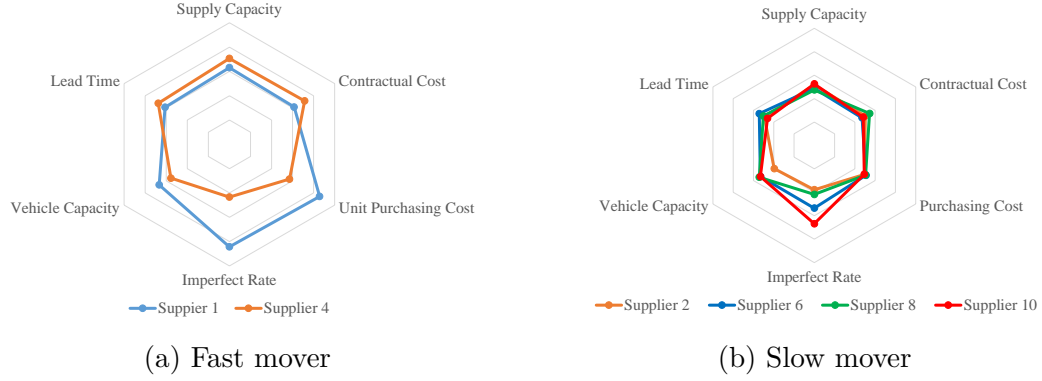 Supply Capacity
Contractual Cost
Unit Purchasing Cost
Imperfect Rate
Vehicle Capacity
Lead Time
Suppier 1
Supplier 4
(a) Fast mover
Supply Capacity
Contractual Cost
Purchasing Cost
Imperfect Rate
Vehicle Capacity
Lead Time
Supplier 2
Supplier 6
Supplier 8
Supplier 10
(b) Slow mover